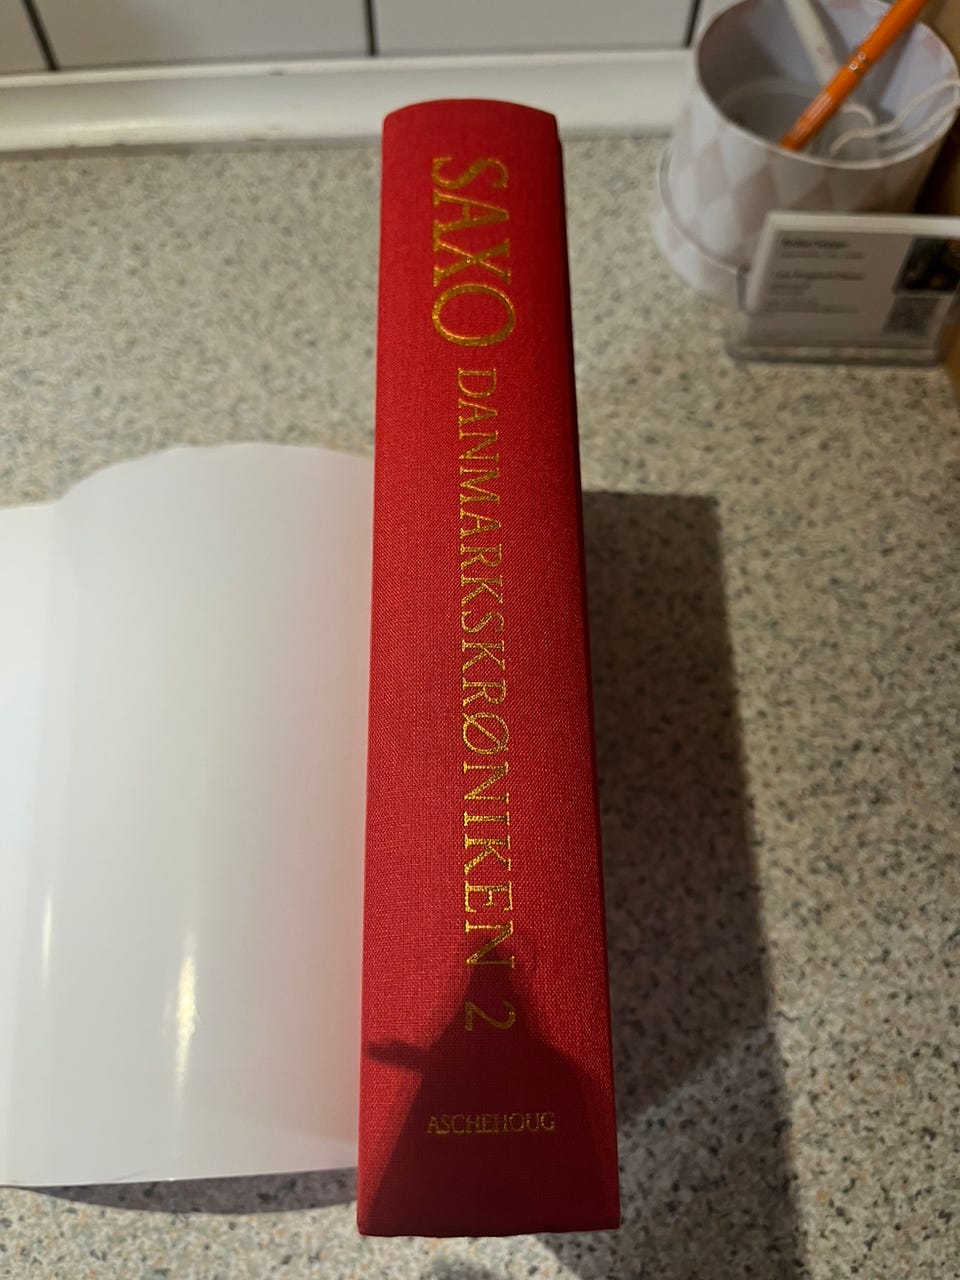 SAXO DANMARKSKRØNIKEN 2
ASCHEHOUG